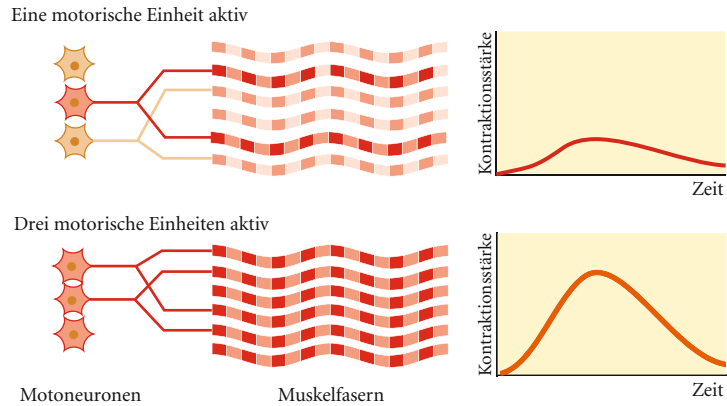 Eine motorische Einheit aktiv
Kontraktionsstärke
Zeit
Drei motorische Einheiten aktiv
Kontraktionsstärke
Zeit
Motoneuronen
Muskelfasern